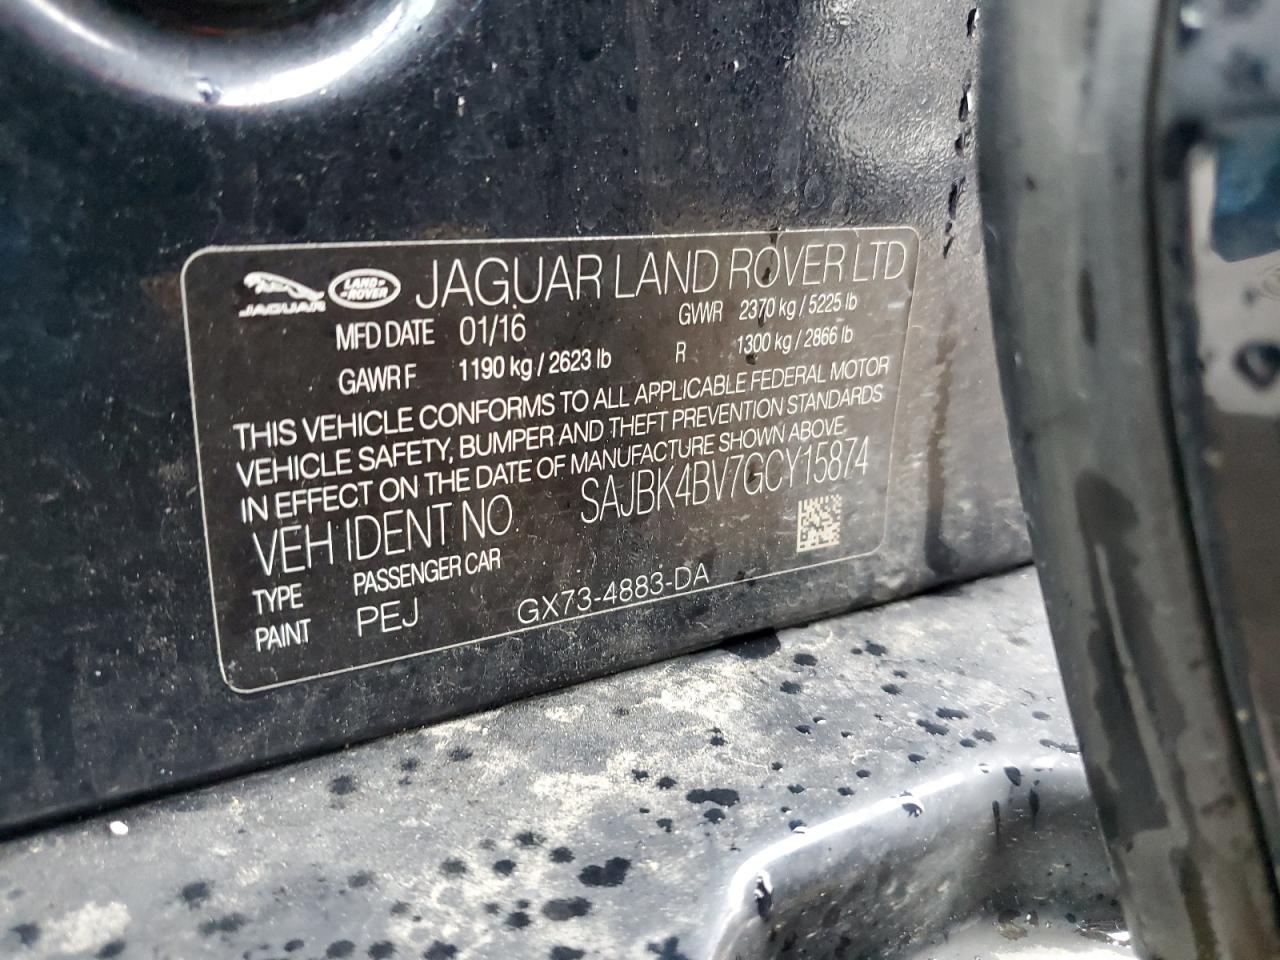 JAGUAR LAND-ROVER JAGUAR LAND ROVER LTD
MFD DATE 01/16 GVWR 2370 kg / 5225 lb
GAWR F 1190 kg / 2623 lb R 1300 kg / 2866 lb
THIS VEHICLE CONFORMS TO ALL APPLICABLE FEDERAL MOTOR
VEHICLE SAFETY, BUMPER AND THEFT PREVENTION STANDARDS
IN EFFECT ON THE DATE OF MANUFACTURE SHOWN ABOVE.
VEH IDENT NO. SAJBK4BV7GCY15874
TYPE PASSENGER CAR
PAINT PEJ GX73-4883-DA